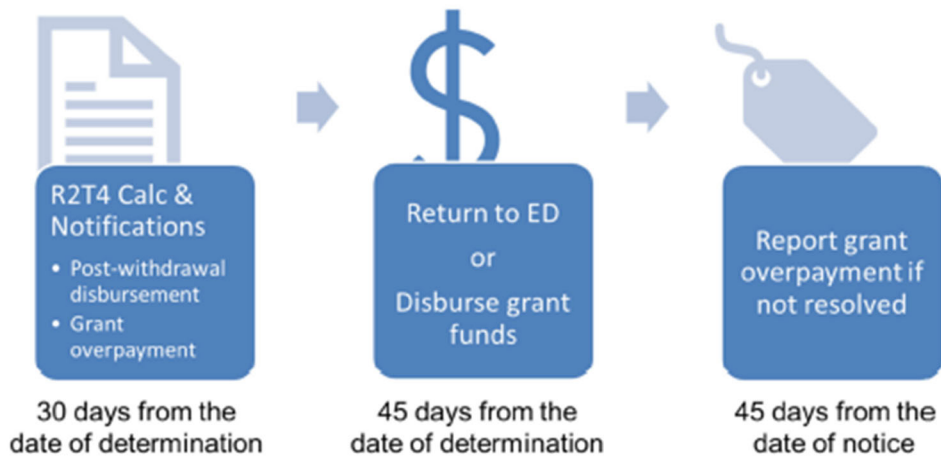 R2T4 Calc &
Notifications
• Post-withdrawal
disbursement
• Grant
overpayment
30 days from the
date of determination
Return to ED
or
Disburse grant
funds
45 days from the
date of determination
Report grant
overpayment if
not resolved
45 days from the
date of notice